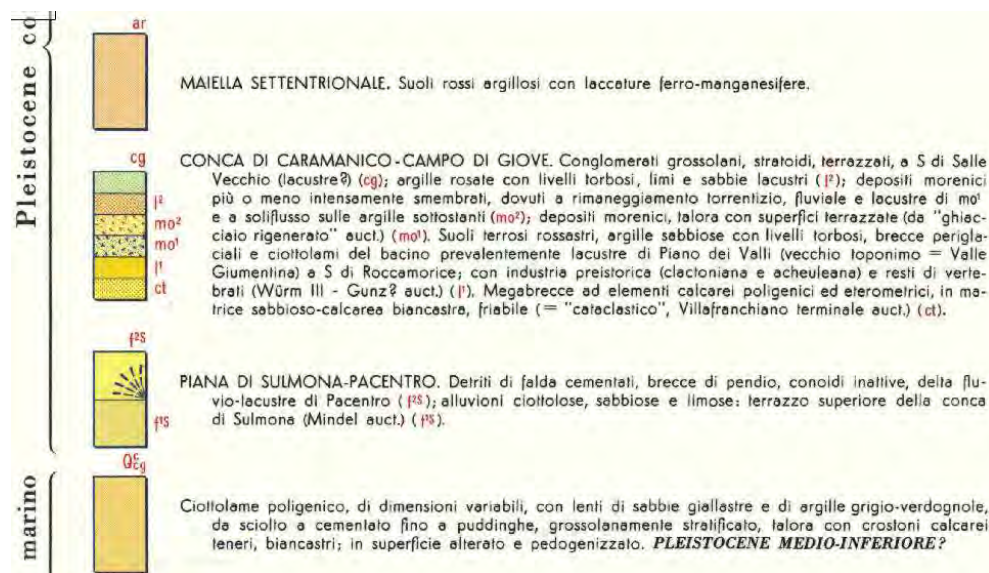 Pleistocene co
ar
MAIELLA SETTENTRIONALE. Suoli rossi argillosi con laccature ferro-manganesifere.
cg
l²
mo²
mo¹
l¹
ct
CONCA DI CARAMANICO-CAMPO DI GIOVE. Conglomerati grossolani, stratoidi, terrazzati, a S di Salle
Vecchio (lacustre?) (cg); argille rosate con livelli torbosi, limi e sabbie lacustri (l²); depositi morenici
più o meno intensamente smembrati, dovuti a rimaneggiamento torrentizio, fluviale e lacustre di mo¹
e a soliflusso sulle argille sottostanti (mo²); depositi morenici, talora con superfici terrazzate (da "ghiac-
ciaio rigenerato" auct.) (mo¹). Suoli terrosi rossastri, argille sabbiose con livelli torbosi, brecce perigla-
ciali e ciottolami del bacino prevalentemente lacustre di Piano dei Valli (vecchio toponimo = Valle
Giumentina) a S di Roccamorice; con industria preistorica (clactoniana e acheuleana) e resti di verte-
brati (Würm III - Gunz? auct.) (l¹). Megabrecce ad elementi calcarei poligenici ed eterometrici, in ma-
trice sabbioso-calcarea biancastra, friabile (= "cataclastico", Villafranchiano terminale auct.) (ct).
f²S
f¹S
PIANA DI SULMONA-PACENTRO. Detriti di falda cementati, brecce di pendio, conoidi inattive, delta flu-
vio-lacustre di Pacentro (f²S); alluvioni ciottolose, sabbiose e limose: terrazzo superiore della conca
di Sulmona (Mindel auct.) (f¹S).
marino
Qᶜcg
Ciottolame poligenico, di dimensioni variabili, con lenti di sabbie giallastre e di argille grigio-verdognole,
da sciolto a cementato fino a puddinghe, grossolanamente stratificato, talora con crostoni calcarei
teneri, biancastri; in superficie alterato e pedogenizzato. PLEISTOCENE MEDIO-INFERIORE?